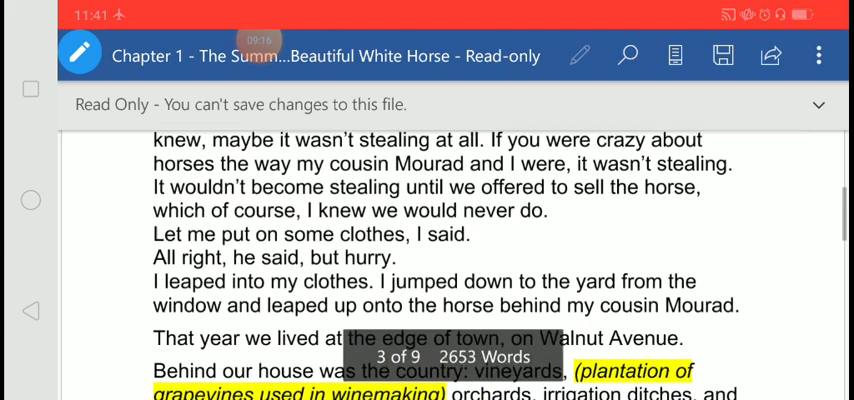 11:41
09:16
Chapter 1 - The Summ...Beautiful White Horse - Read-only
Read Only - You can't save changes to this file.
knew, maybe it wasn't stealing at all. If you were crazy about
horses the way my cousin Mourad and I were, it wasn't stealing.
It wouldn't become stealing until we offered to sell the horse,
which of course, I knew we would never do.
Let me put on some clothes, I said.
All right, he said, but hurry.
I leaped into my clothes. I jumped down to the yard from the
window and leaped up onto the horse behind my cousin Mourad.
That year we lived at the edge of town, on Walnut Avenue.
3 of 9 2653 Words
Behind our house was the country: vineyards, (plantation of
grapevines used in winemaking) orchards, irrigation ditches, and